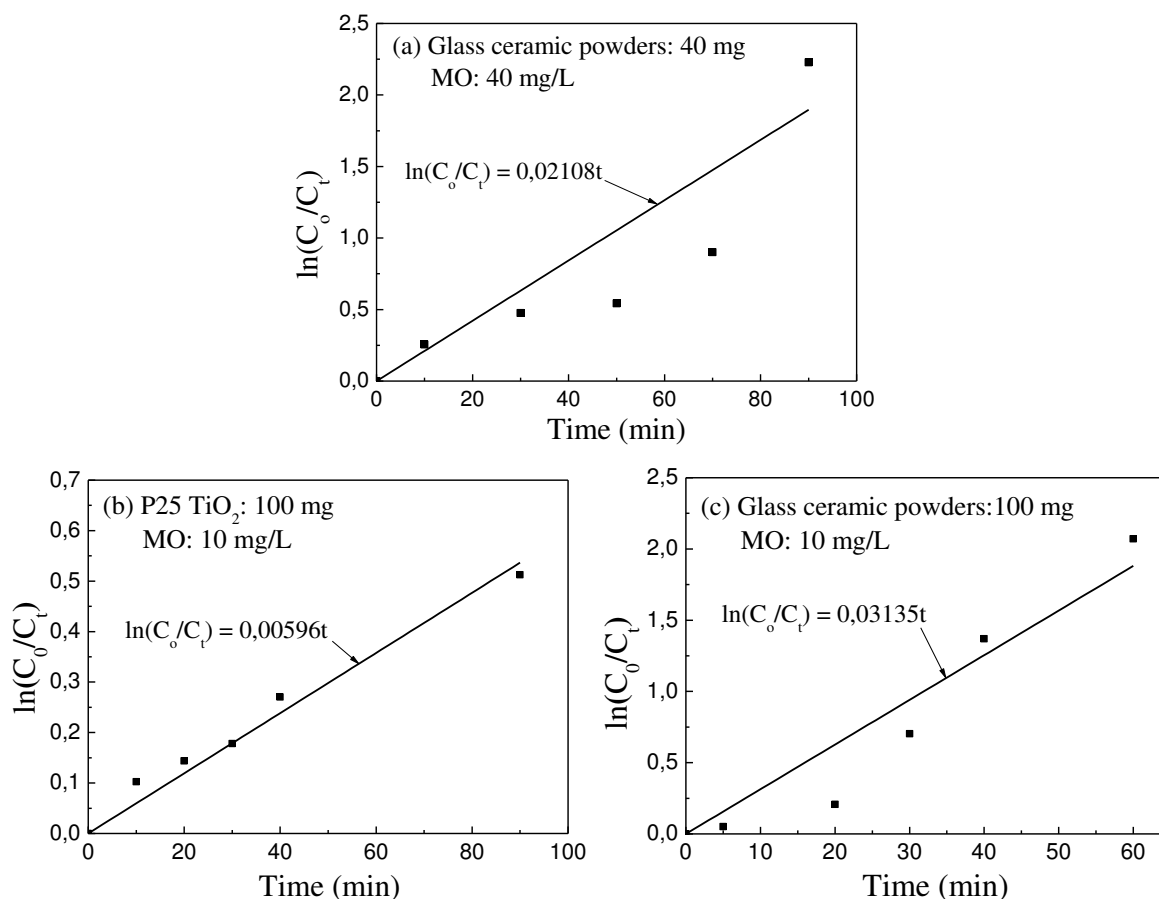 (a) Glass ceramic powders: 40 mg
MO: 40 mg/L
ln(C_o/C_t) = 0,02108t
ln(C_o/C_t)
2,5
2,0
1,5
1,0
0,5
0,0
0 20 40 60 80 100
Time (min)
(b) P25 TiO₂: 100 mg
MO: 10 mg/L
ln(C_o/C_t) = 0,00596t
ln(C_0/C_t)
0,7
0,6
0,5
0,4
0,3
0,2
0,1
0,0
0 20 40 60 80 100
Time (min)
(c) Glass ceramic powders:100 mg
MO: 10 mg/L
ln(C_o/C_t) = 0,03135t
ln(C_0/C_t)
2,5
2,0
1,5
1,0
0,5
0,0
0 10 20 30 40 50 60
Time (min)